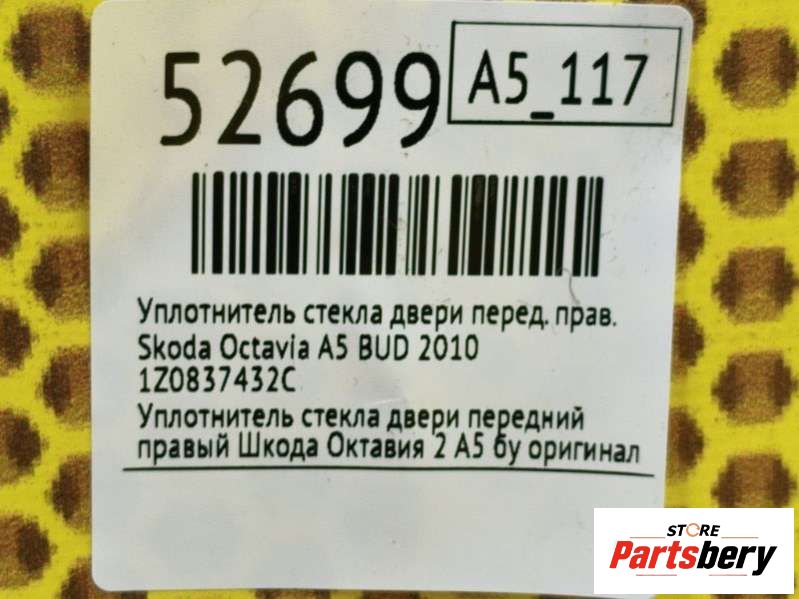 52699
A5_117
Уплотнитель стекла двери перед. прав.
Skoda Octavia A5 BUD 2010
1Z0837432C
Уплотнитель стекла двери передний
правый Шкода Октавия 2 А5 бу оригинал
STORE
Partsbery